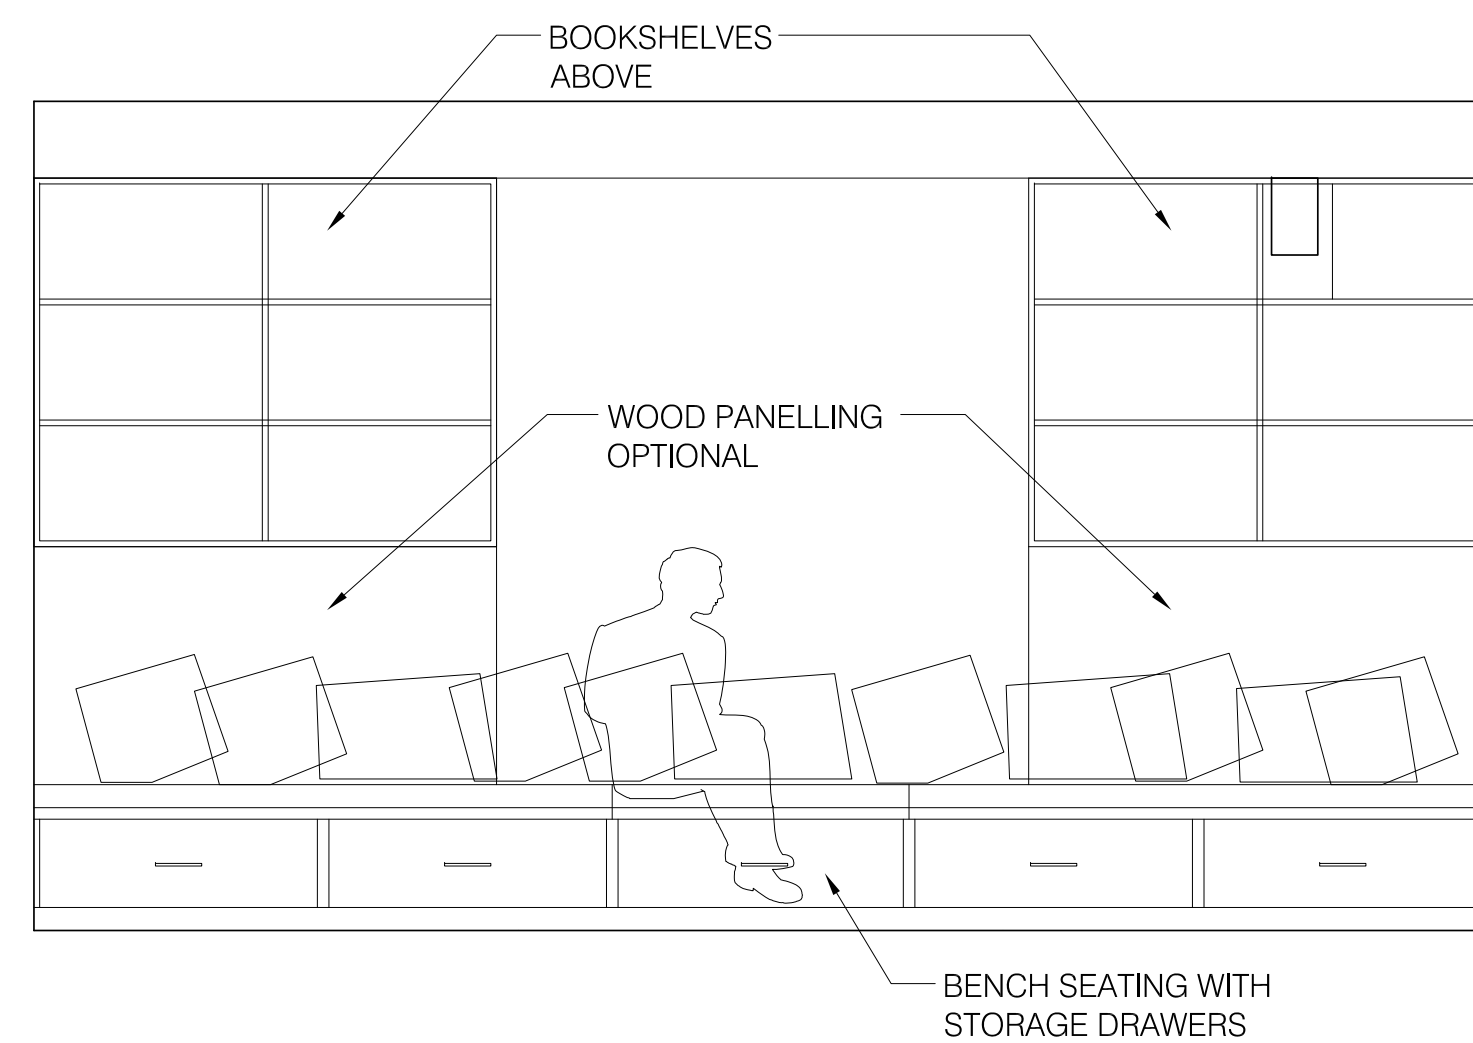 BOOKSHELVES
ABOVE
WOOD PANELLING
OPTIONAL
BENCH SEATING WITH
STORAGE DRAWERS